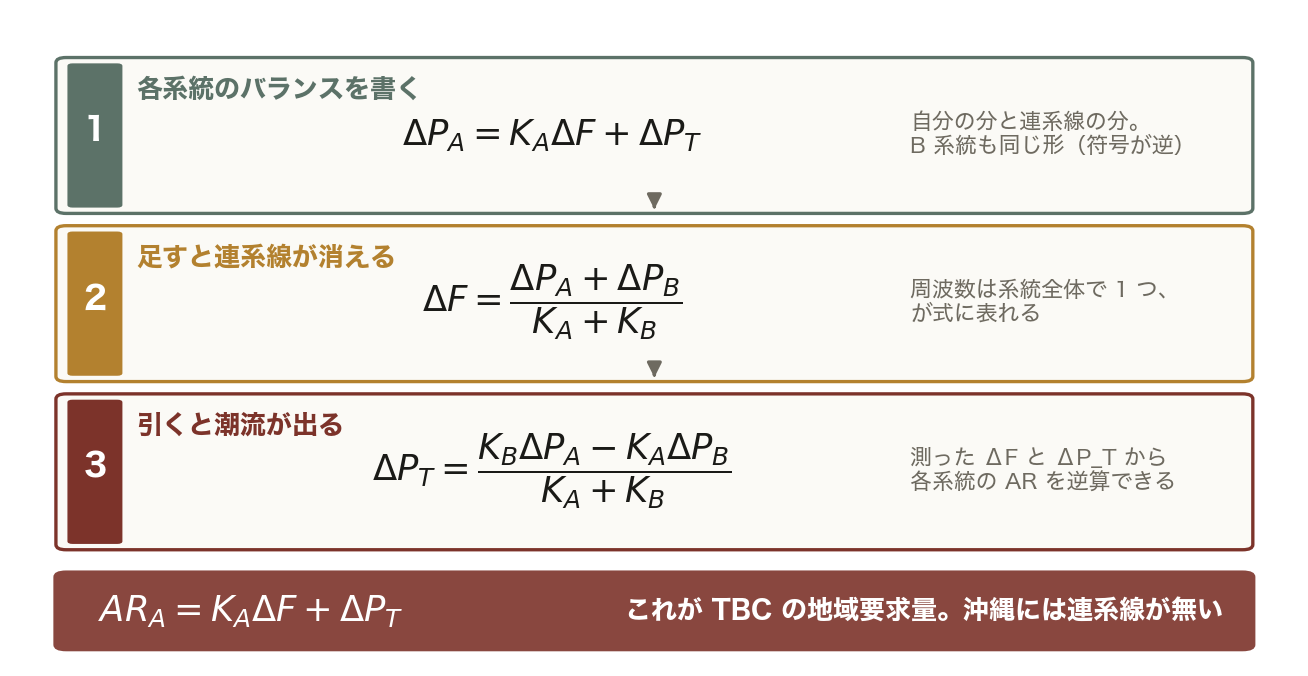 1
各系統のバランスを書く
ΔP_A = K_AΔF + ΔP_T
自分の分と連系線の分。
B 系統も同じ形（符号が逆）
2
足すと連系線が消える
ΔF = (ΔP_A + ΔP_B) / (K_A + K_B)
周波数は系統全体で 1 つ、
が式に表れる
3
引くと潮流が出る
ΔP_T = (K_BΔP_A − K_AΔP_B) / (K_A + K_B)
測った ΔF と ΔP_T から
各系統の AR を逆算できる
AR_A = K_AΔF + ΔP_T
これが TBC の地域要求量。沖縄には連系線が無い